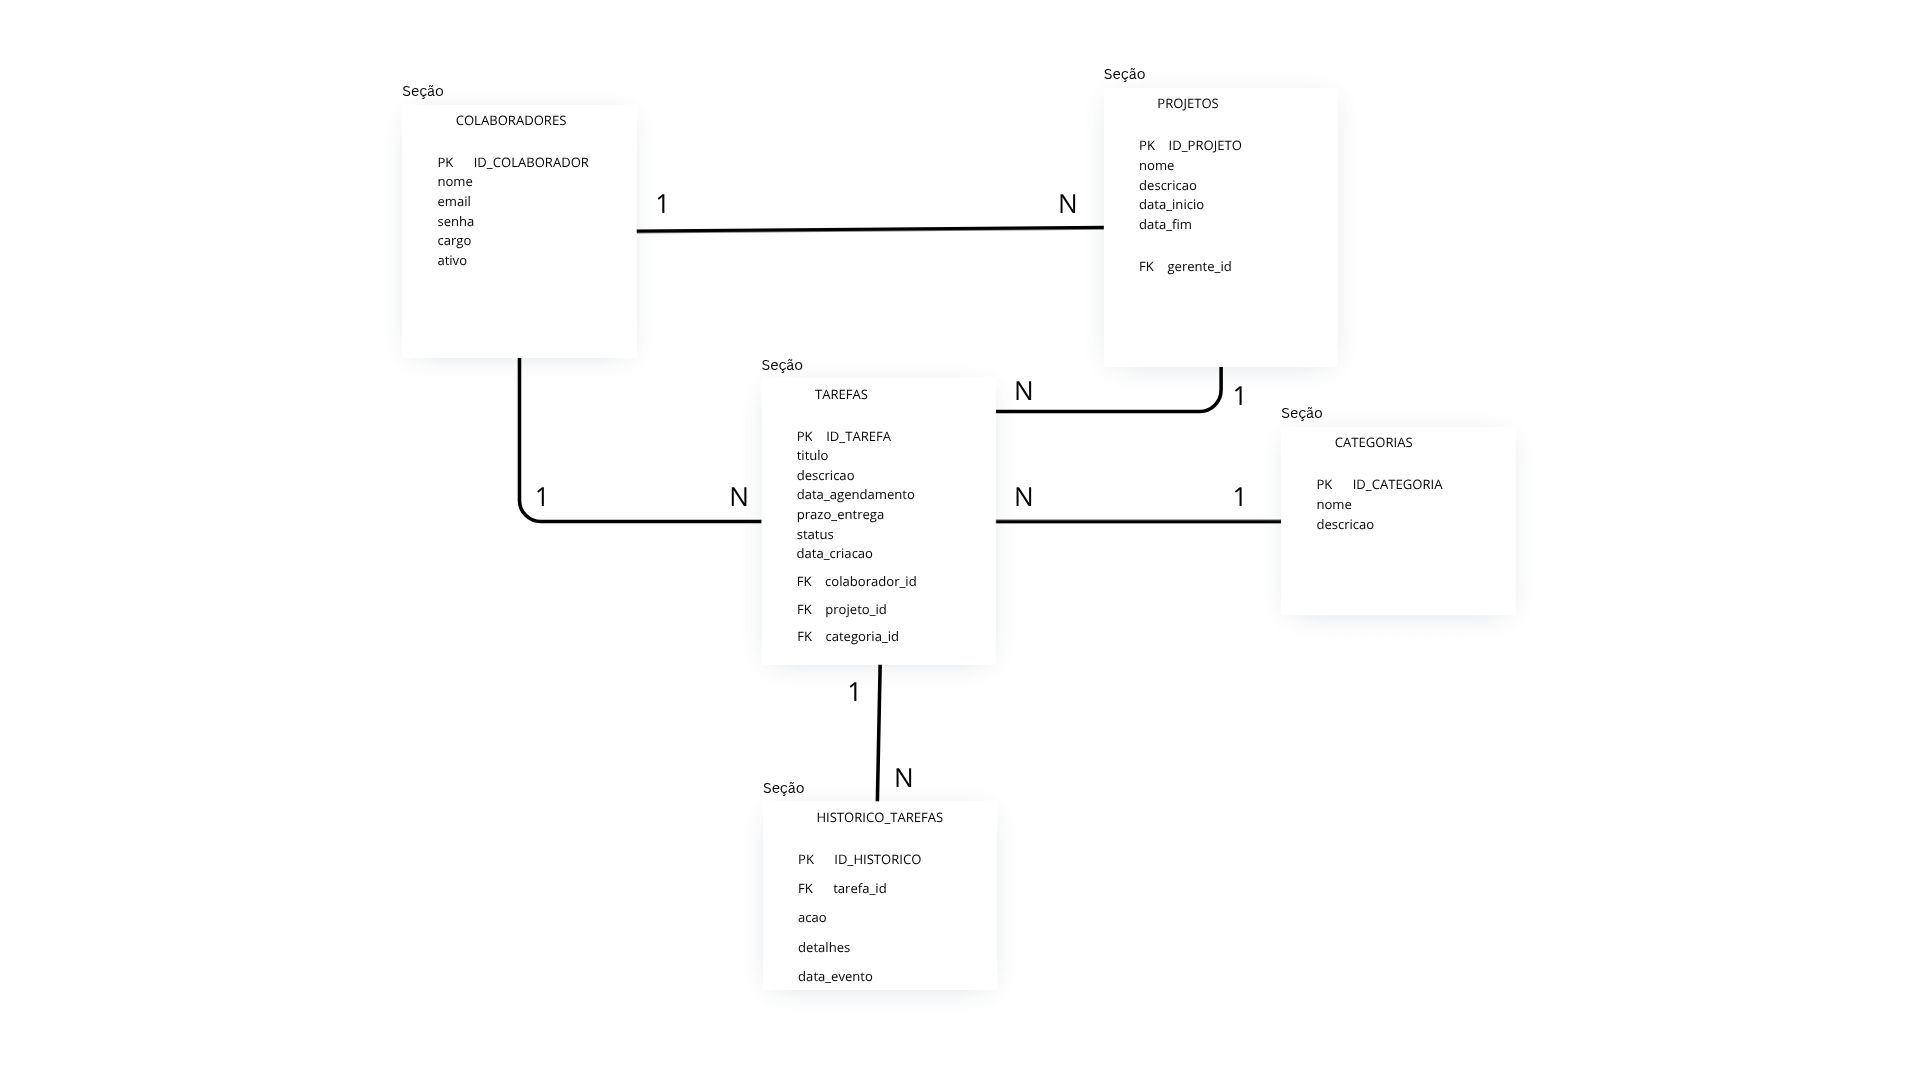 Seção
COLABORADORES
PK ID_COLABORADOR
nome
email
senha
cargo
ativo
1
N
Seção
PROJETOS
PK ID_PROJETO
nome
descricao
data_inicio
data_fim
FK gerente_id
1
N
Seção
TAREFAS
PK ID_TAREFA
titulo
descricao
data_agendamento
prazo_entrega
status
data_criacao
FK colaborador_id
FK projeto_id
FK categoria_id
N
1
N
1
Seção
CATEGORIAS
PK ID_CATEGORIA
nome
descricao
1
N
Seção
HISTORICO_TAREFAS
PK ID_HISTORICO
FK tarefa_id
acao
detalhes
data_evento